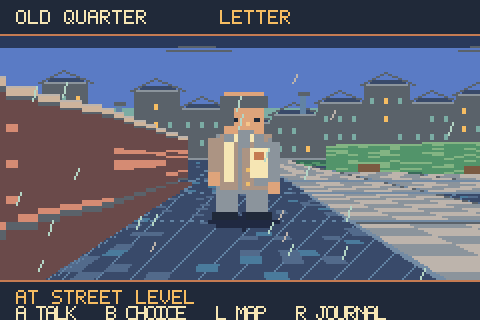 OLD QUARTER LETTER
AT STREET LEVEL
A TALK B CHOICE L MAP R JOURNAL